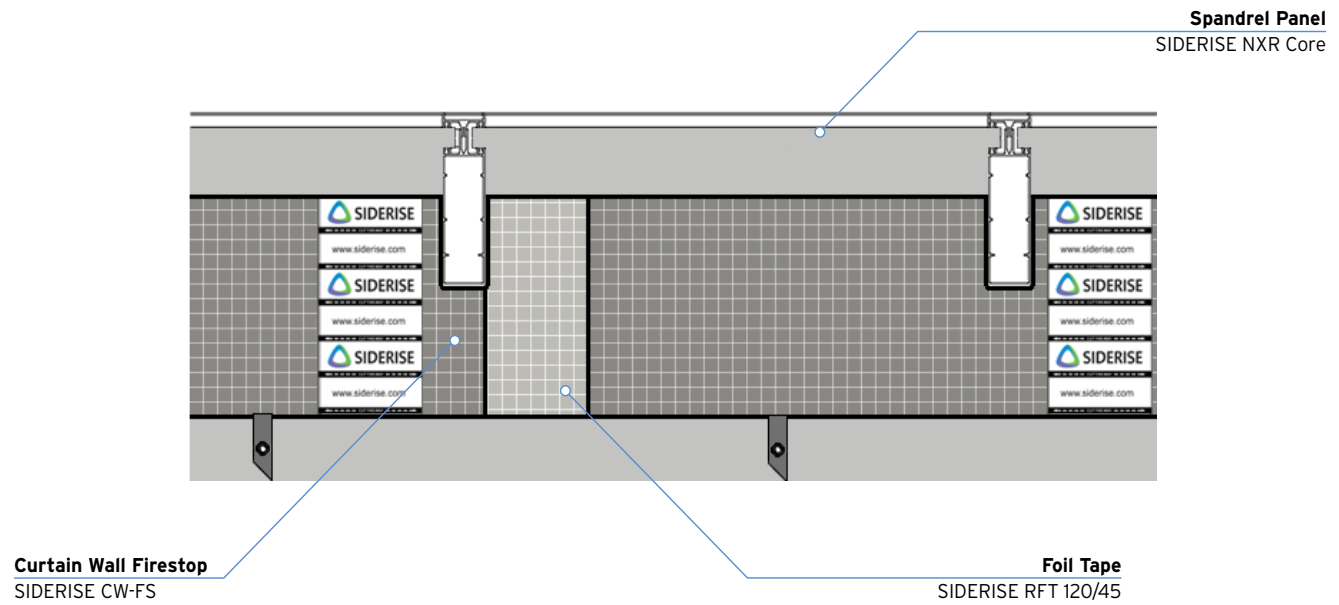 Spandrel Panel
SIDERISE NXR Core
SIDERISE
SIDERISE
www.siderise.com
www.siderise.com
SIDERISE
SIDERISE
www.siderise.com
www.siderise.com
SIDERISE
SIDERISE
www.siderise.com
www.siderise.com
Curtain Wall Firestop
SIDERISE CW-FS
Foil Tape
SIDERISE RFT 120/45